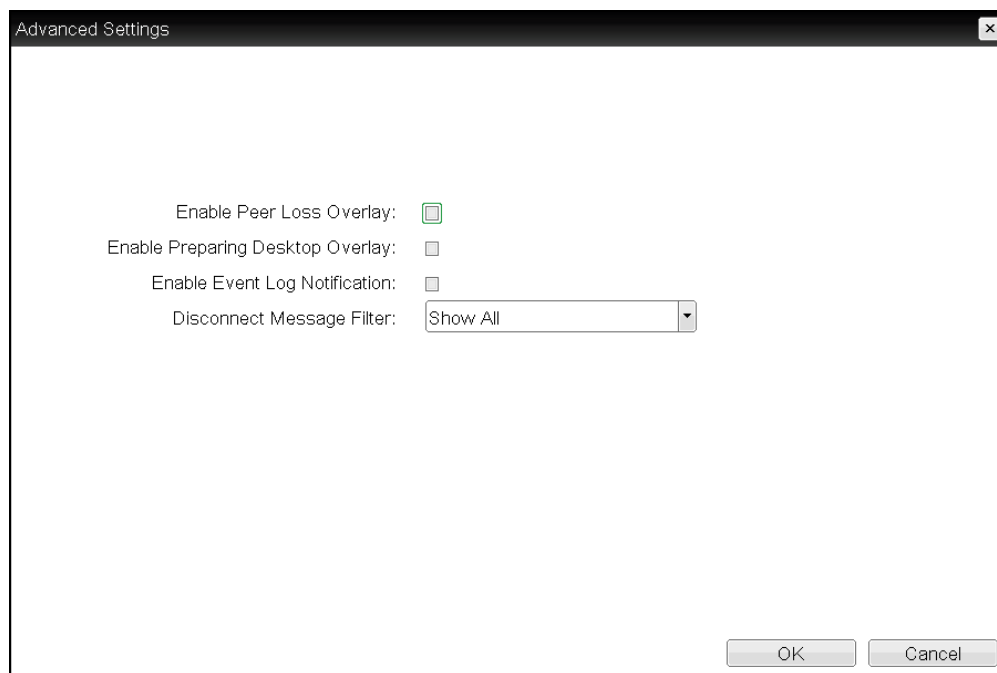 Advanced Settings
Enable Peer Loss Overlay:
Enable Preparing Desktop Overlay:
Enable Event Log Notification:
Disconnect Message Filter: Show All
OK Cancel